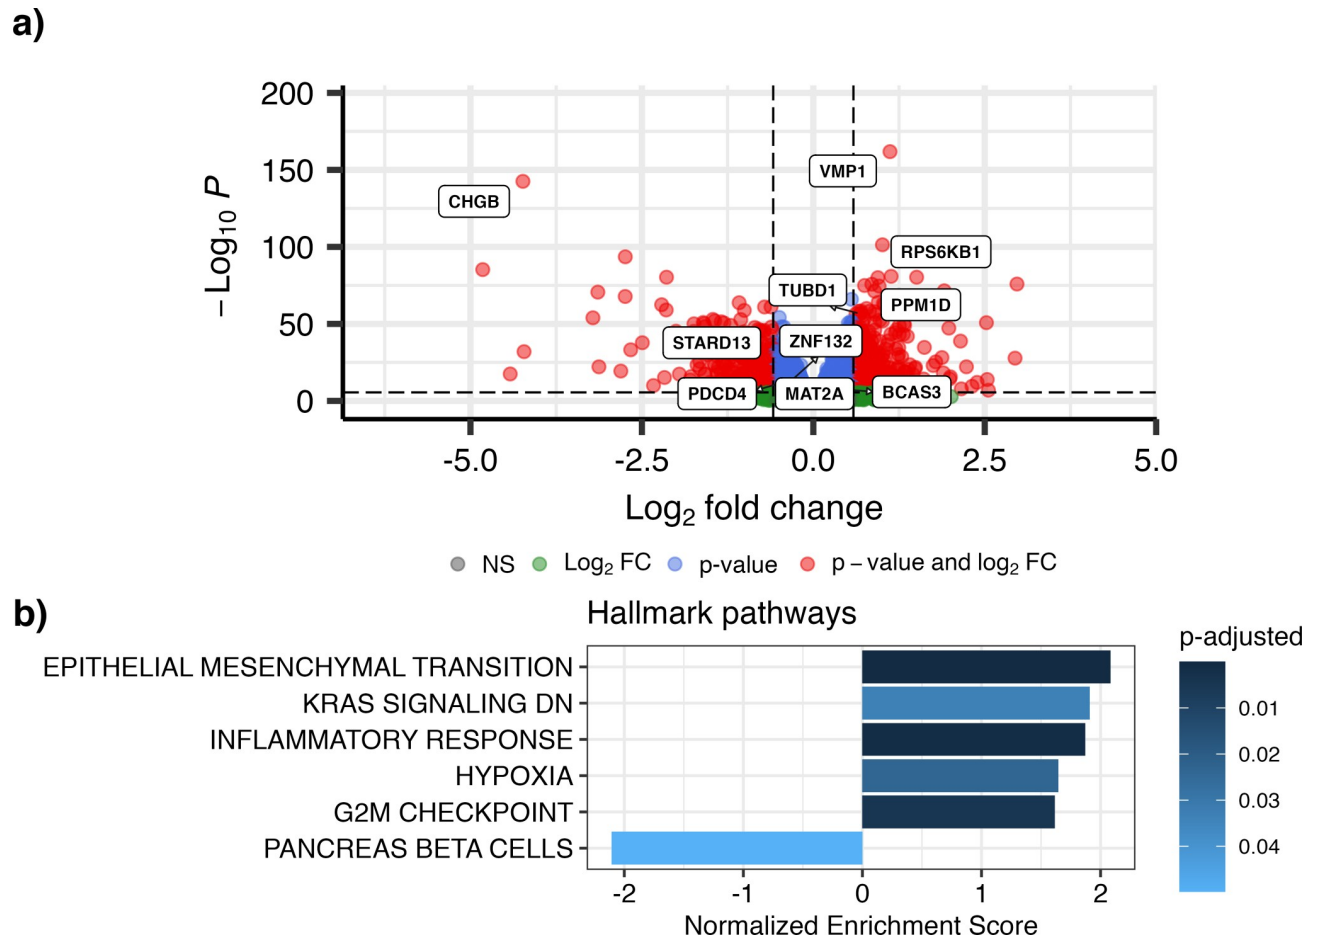 a)
200
150
100
50
0
− Log10 P
VMP1
CHGB
RPS6KB1
TUBD1
PPM1D
STARD13
ZNF132
PDCD4
MAT2A
BCAS3
-5.0 -2.5 0.0 2.5 5.0
Log2 fold change
NS Log2 FC p-value p − value and log2 FC
b)
Hallmark pathways
EPITHELIAL MESENCHYMAL TRANSITION
KRAS SIGNALING DN
INFLAMMATORY RESPONSE
HYPOXIA
G2M CHECKPOINT
PANCREAS BETA CELLS
-2 -1 0 1 2
Normalized Enrichment Score
p-adjusted
0.01
0.02
0.03
0.04